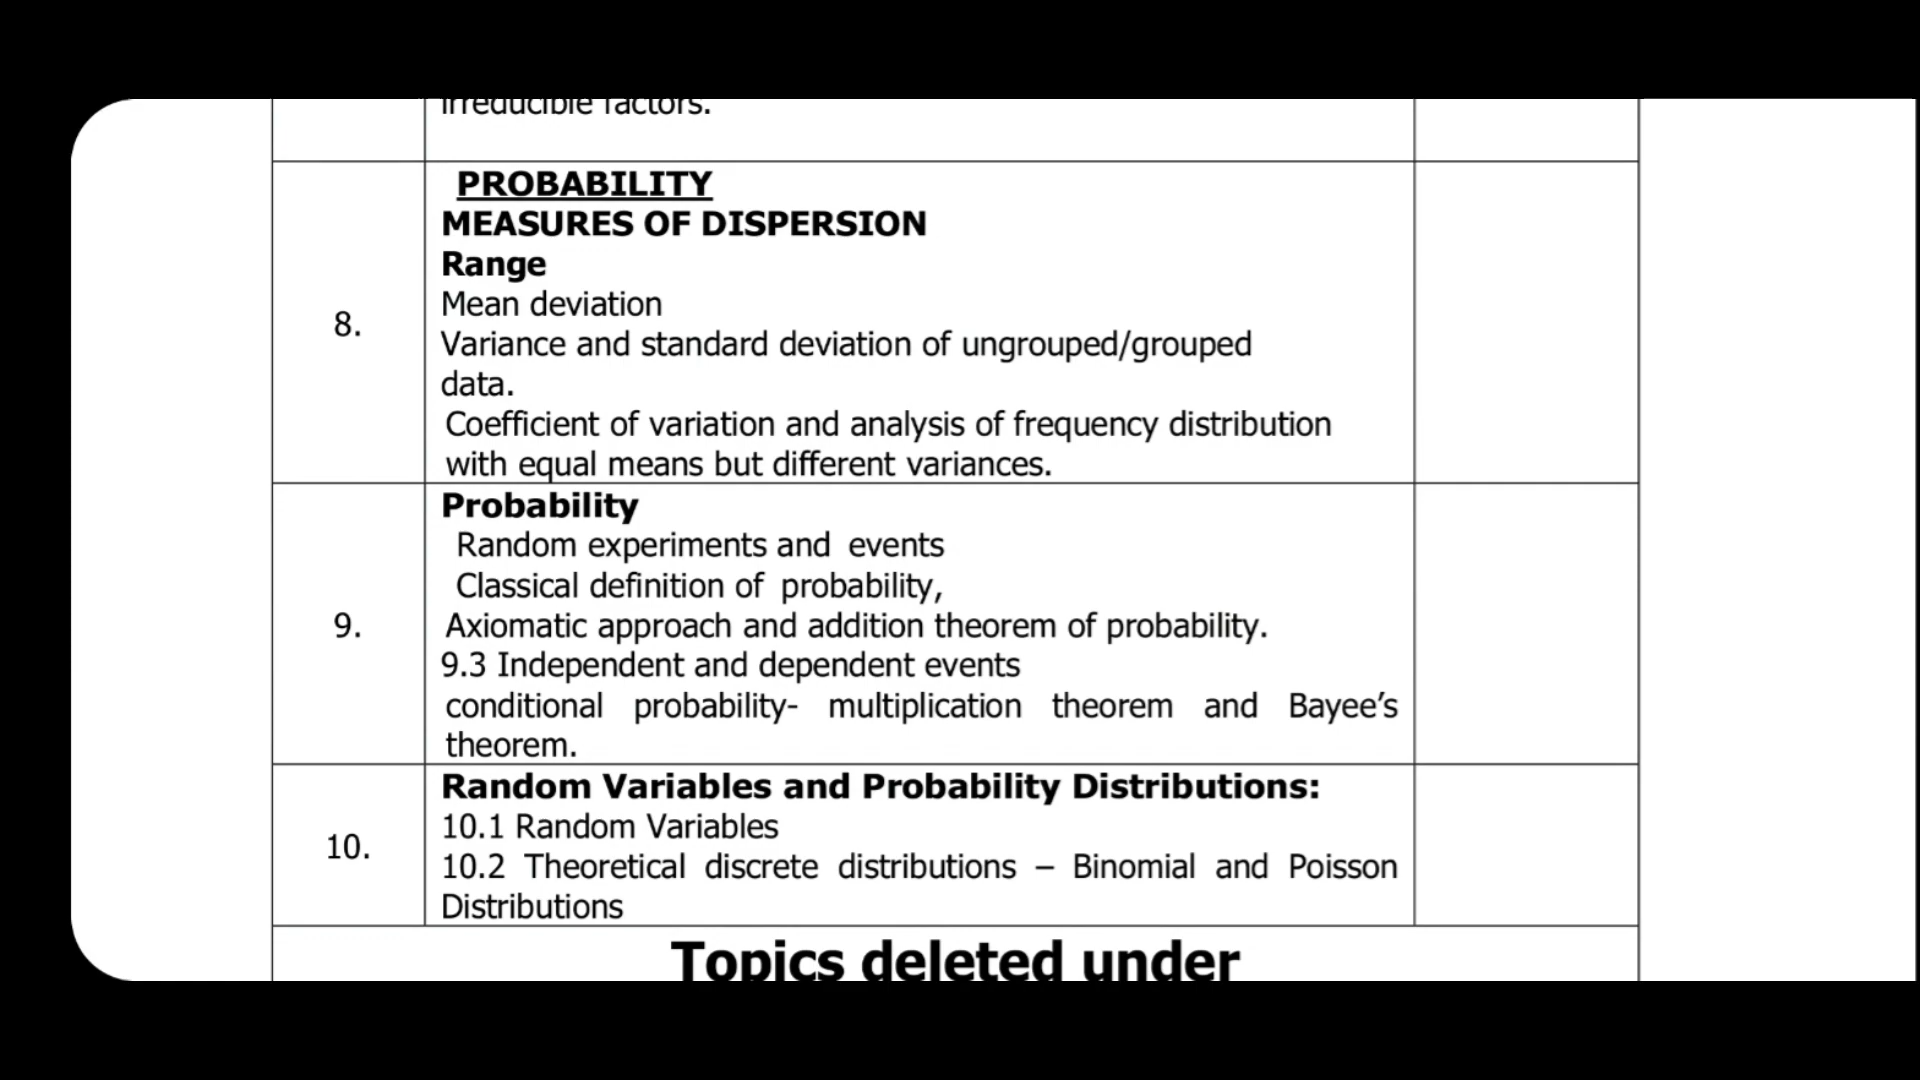 irreducible factors.
PROBABILITY
MEASURES OF DISPERSION
Range
Mean deviation
8.
Variance and standard deviation of ungrouped/grouped
data.
Coefficient of variation and analysis of frequency distribution
with equal means but different variances.
Probability
Random experiments and events
Classical definition of probability,
9.
Axiomatic approach and addition theorem of probability.
9.3 Independent and dependent events
conditional probability- multiplication theorem and Bayee’s
theorem.
Random Variables and Probability Distributions:
10.1 Random Variables
10.
10.2 Theoretical discrete distributions – Binomial and Poisson
Distributions
Topics deleted under